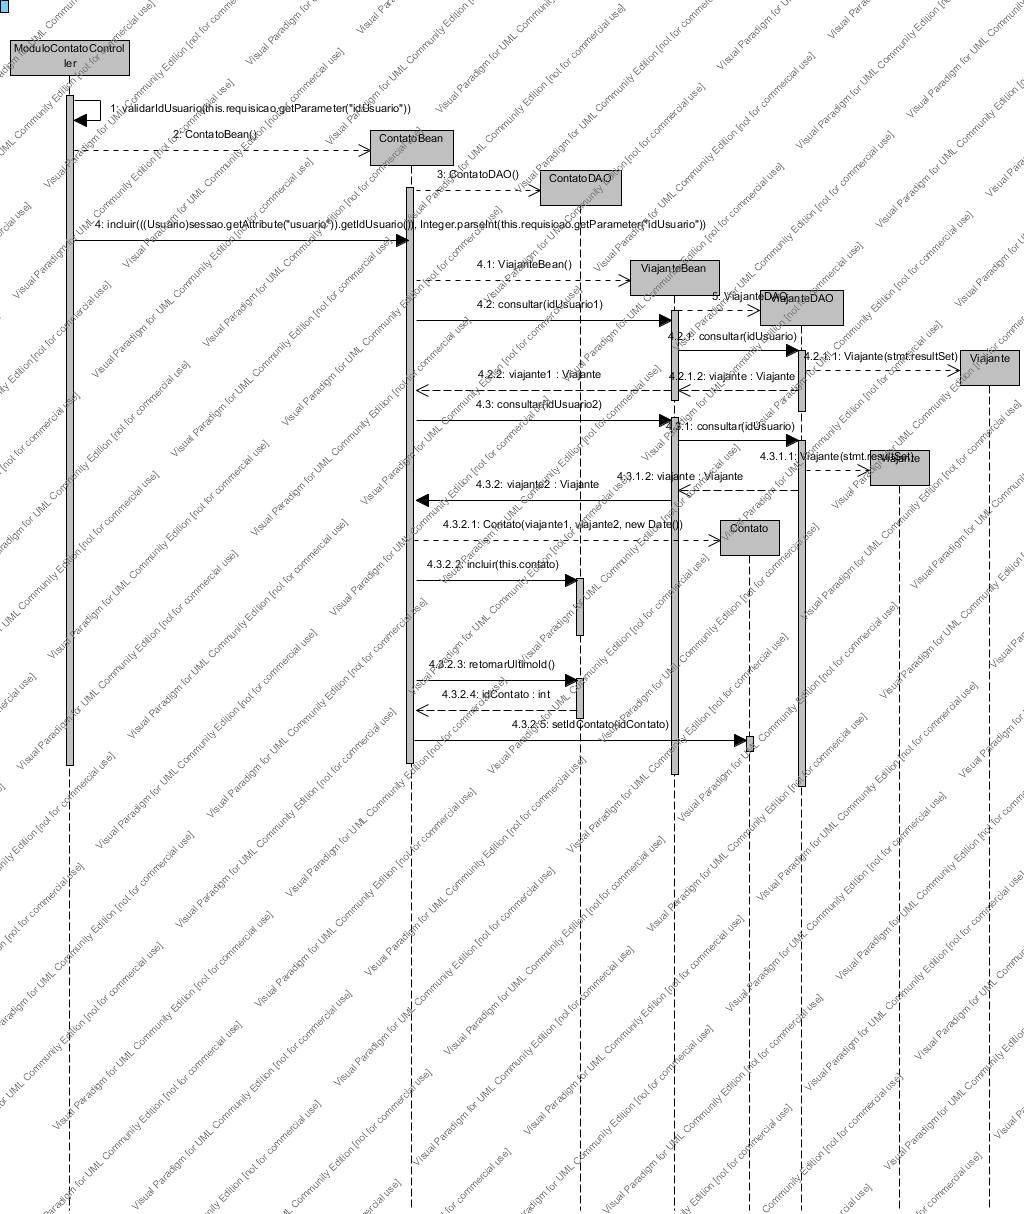 ModuloContatoControl
ler
1: validarIdUsuario(this.requisicao.getParameter("idUsuario"))
2: ContatoBean()
ContatoBean
3: ContatoDAO()
ContatoDAO
4: incluir(((Usuario)sessao.getAttribute("usuario")).getIdUsuario()), Integer.parseInt(this.requisicao.getParameter("idUsuario"))
4.1: ViajanteBean()
ViajanteBean
5: ViajanteDAO
ViajanteDAO
4.2: consultar(idUsuario1)
4.2.1: consultar(idUsuario)
4.2.1.1: Viajante(stmt.resultSet)
Viajante
4.2.2: viajante1 : Viajante
4.2.1.2: viajante : Viajante
4.3: consultar(idUsuario2)
4.3.1: consultar(idUsuario)
4.3.1.1: Viajante(stmt.resultSet)
Viajante
4.3.2: viajante2 : Viajante
4.3.1.2: viajante : Viajante
4.3.2.1: Contato(viajante1, viajante2, new Date())
Contato
4.3.2.2: incluir(this.contato)
4.3.2.3: retornarUltimoId()
4.3.2.4: idContato : int
4.3.2.5: setIdContato(idContato)
Visual Paradigm for UML Community Edition [not for commercial use]